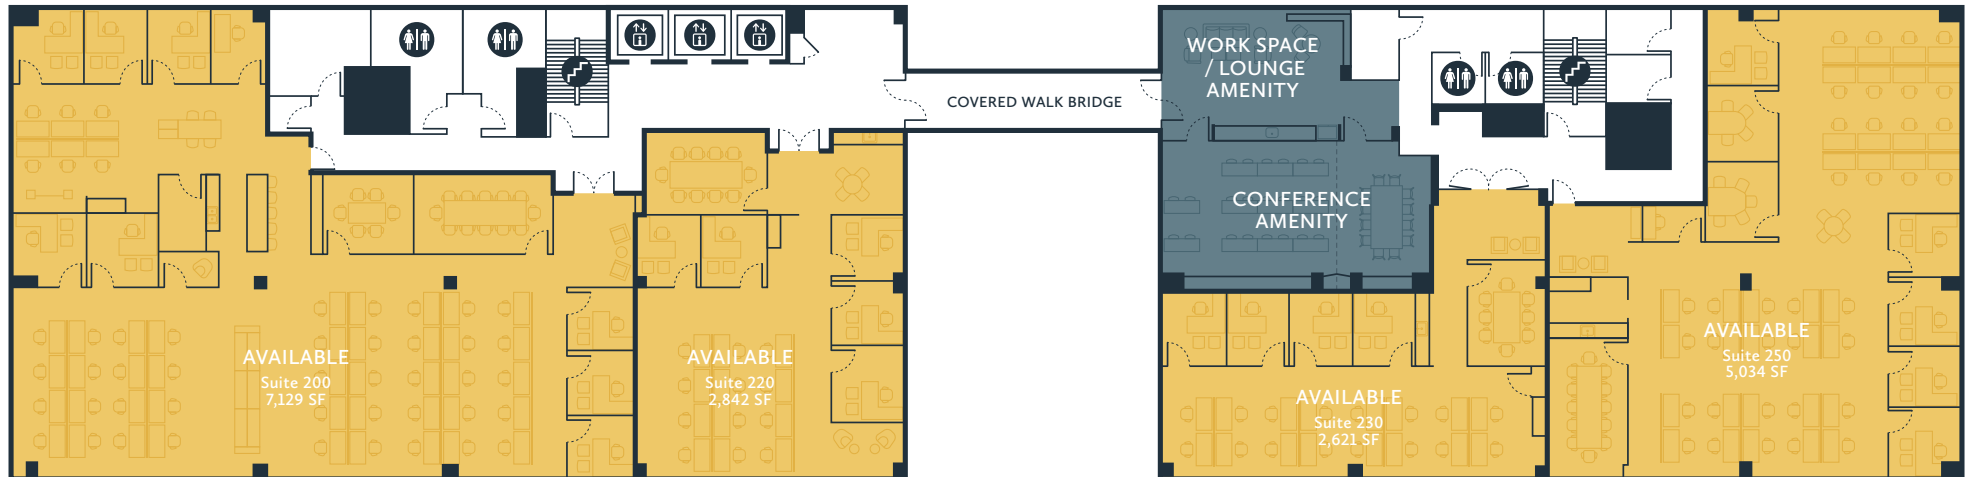 WORK SPACE
/ LOUNGE
AMENITY
COVERED WALK BRIDGE
CONFERENCE
AMENITY
AVAILABLE
Suite 200
7,129 SF
AVAILABLE
Suite 220
2,842 SF
AVAILABLE
Suite 230
2,621 SF
AVAILABLE
Suite 250
5,034 SF